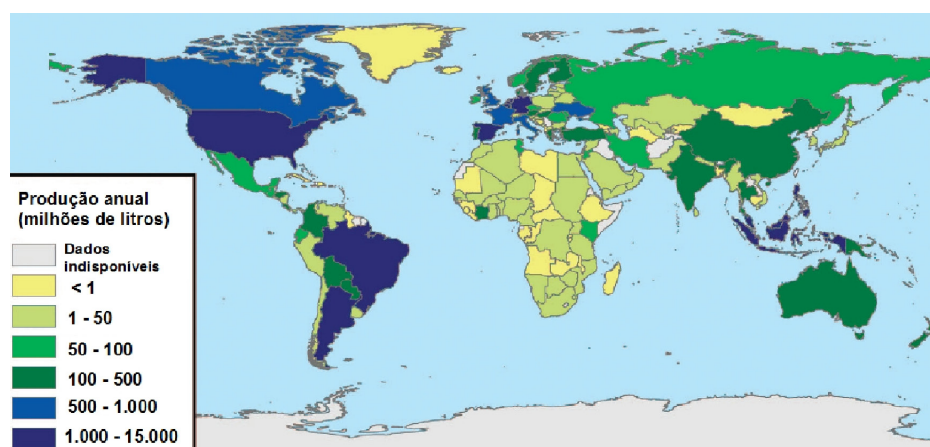 Produção anual
(milhões de litros)
Dados
indisponíveis
< 1
1 - 50
50 - 100
100 - 500
500 - 1.000
1.000 - 15.000